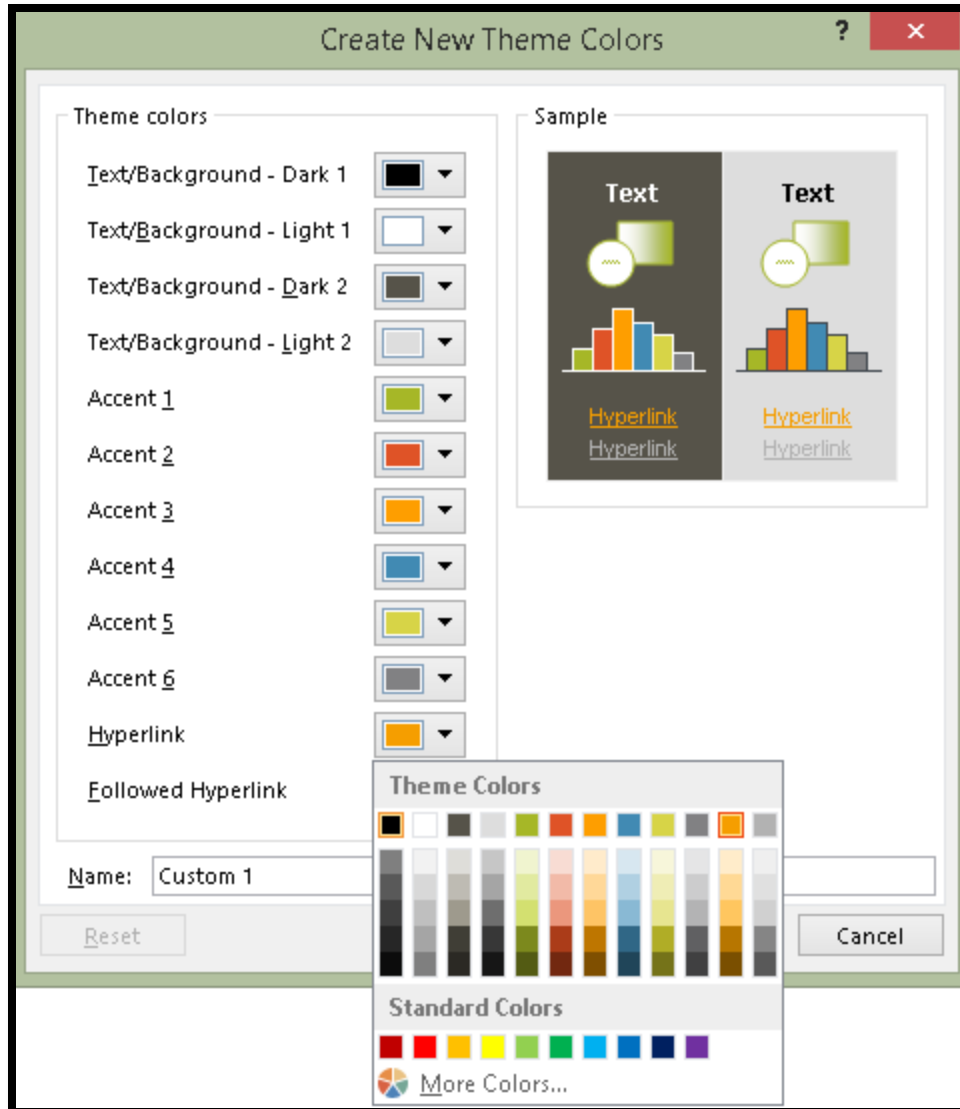 Create New Theme Colors
?
Theme colors
Text/Background - Dark 1
Text/Background - Light 1
Text/Background - Dark 2
Text/Background - Light 2
Accent 1
Accent 2
Accent 3
Accent 4
Accent 5
Accent 6
Hyperlink
Followed Hyperlink
Sample
Text
Text
Hyperlink
Hyperlink
Hyperlink
Hyperlink
Theme Colors
Name: Custom 1
Reset
Cancel
Standard Colors
More Colors...